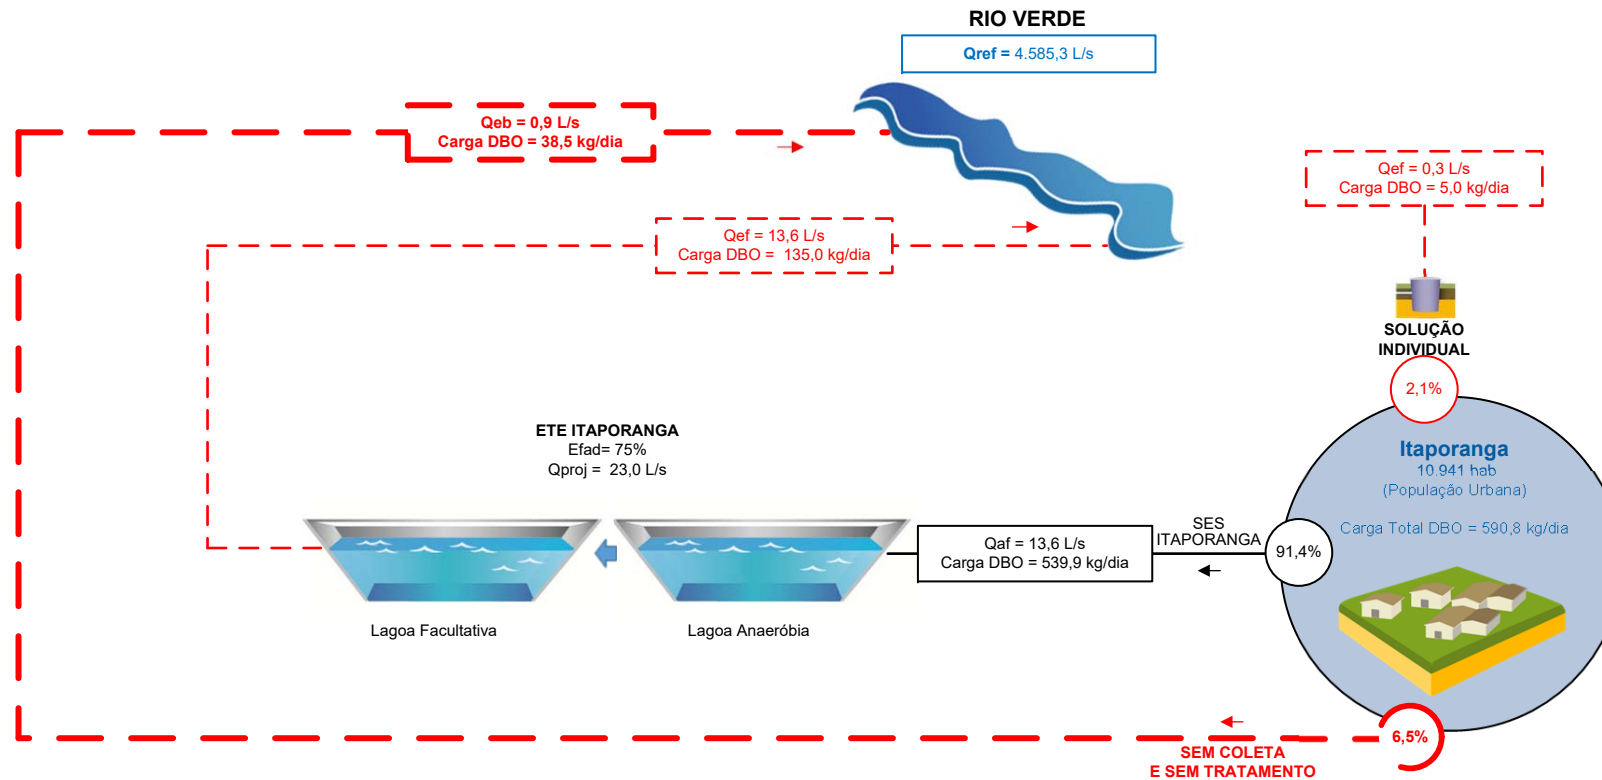 RIO VERDE
Qref = 4.585,3 L/s
Qeb = 0,9 L/s
Carga DBO = 38,5 kg/dia
Qef = 0,3 L/s
Carga DBO = 5,0 kg/dia
Qef = 13,6 L/s
Carga DBO = 135,0 kg/dia
SOLUÇÃO
INDIVIDUAL
2,1%
ETE ITAPORANGA
Efad= 75%
Qproj = 23,0 L/s
Itaporanga
10.941 hab
(População Urbana)
Carga Total DBO = 590,8 kg/dia
SES
ITAPORANGA
91,4%
Qaf = 13,6 L/s
Carga DBO = 539,9 kg/dia
Lagoa Facultativa
Lagoa Anaeróbia
6,5%
SEM COLETA
E SEM TRATAMENTO